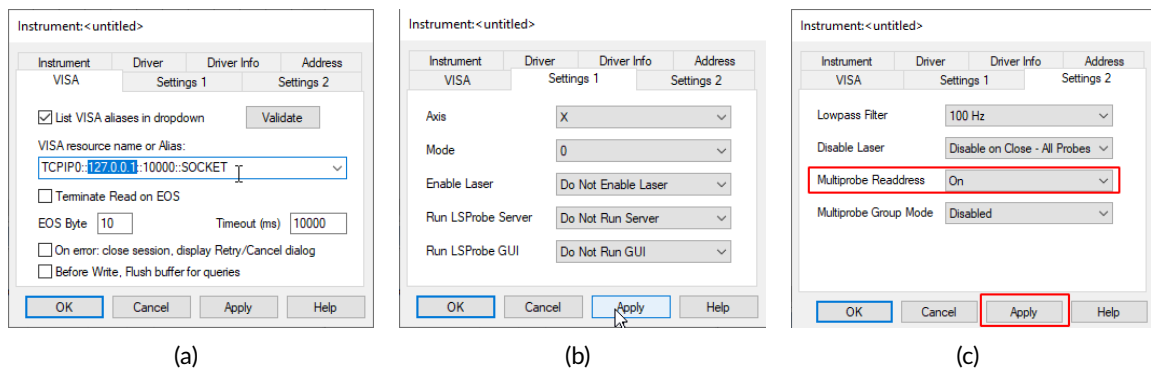 Instrument:<untitled>
Instrument Driver Driver Info Address
VISA Settings 1 Settings 2
List VISA aliases in dropdown Validate
VISA resource name or Alias:
TCPIP0::127.0.0.1::10000::SOCKET
Terminate Read on EOS
EOS Byte 10 Timeout (ms) 10000
On error: close session, display Retry/Cancel dialog
Before Write, Flush buffer for queries
OK Cancel Apply Help
(a)
Instrument:<untitled>
Instrument Driver Driver Info Address
VISA Settings 1 Settings 2
Axis X
Mode 0
Enable Laser Do Not Enable Laser
Run LSProbe Server Do Not Run Server
Run LSProbe GUI Do Not Run GUI
OK Cancel Apply Help
(b)
Instrument:<untitled>
Instrument Driver Driver Info Address
VISA Settings 1 Settings 2
Lowpass Filter 100 Hz
Disable Laser Disable on Close - All Probes
Multiprobe Readdress On
Multiprobe Group Mode Disabled
OK Cancel Apply Help
(c)